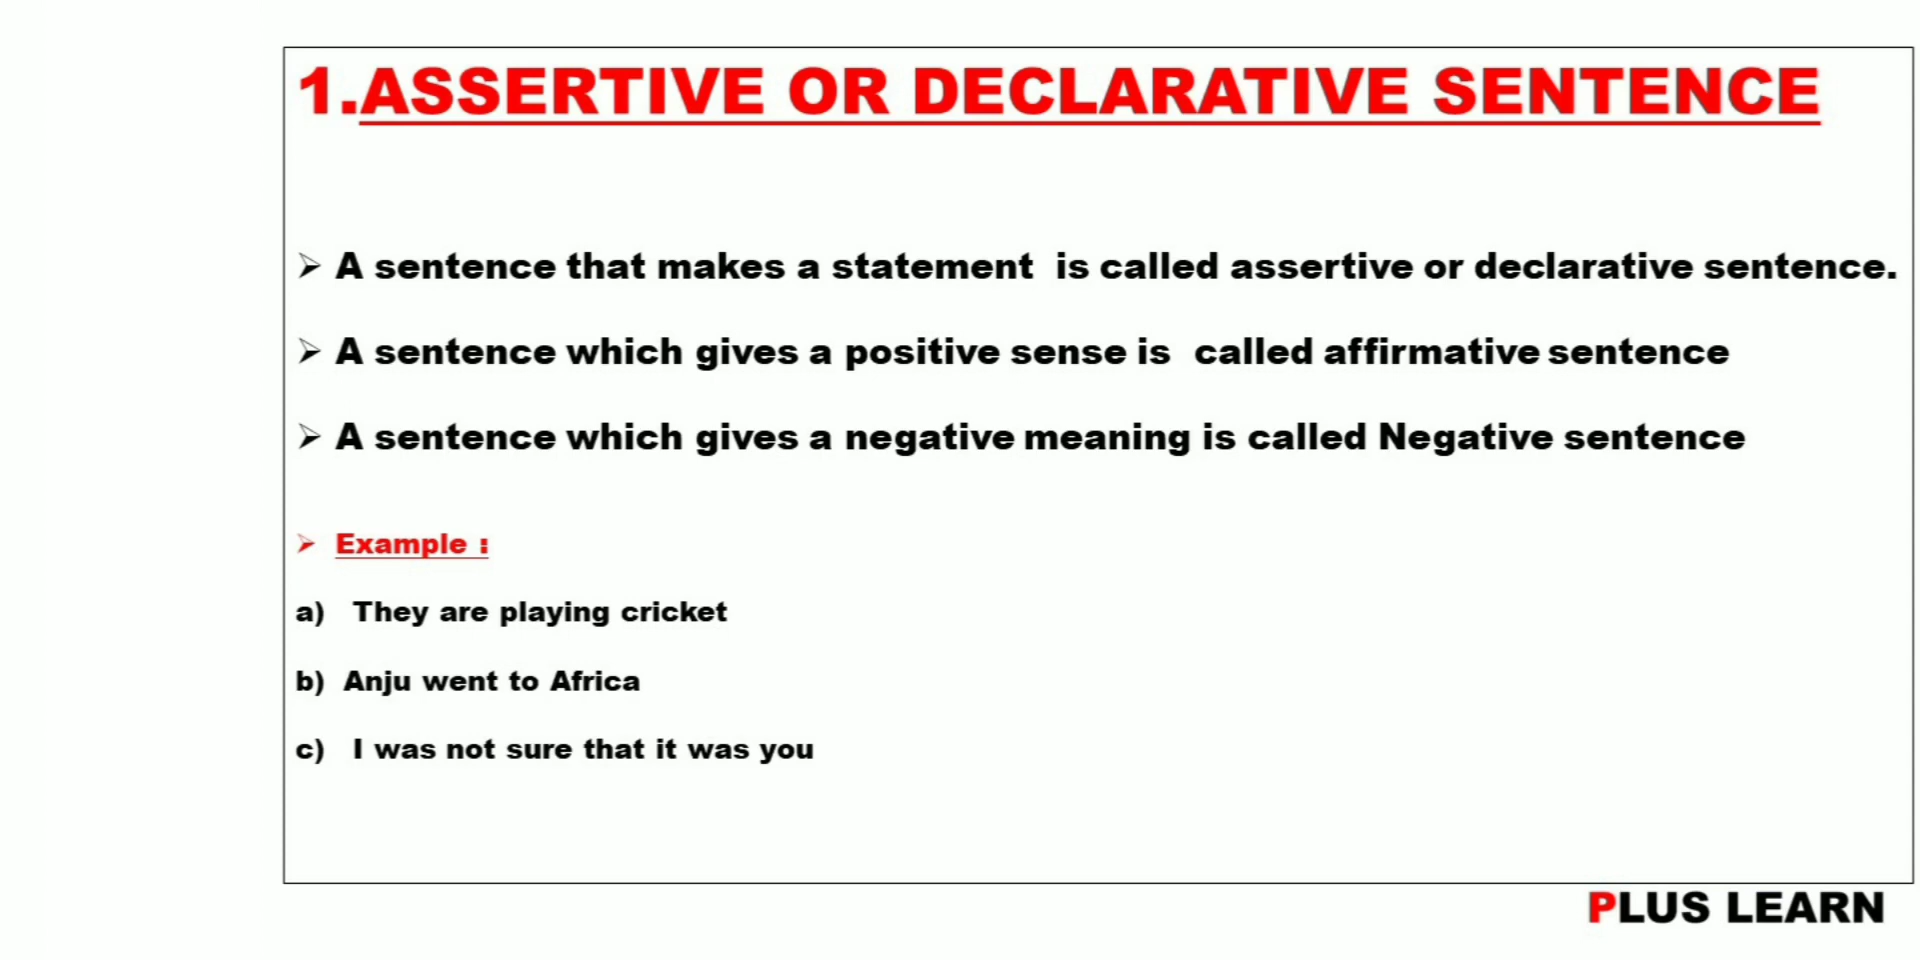 1.ASSERTIVE OR DECLARATIVE SENTENCE
➢ A sentence that makes a statement  is called assertive or declarative sentence.
➢ A sentence which gives a positive sense is  called affirmative sentence
➢ A sentence which gives a negative meaning is called Negative sentence
➢ Example :
a) They are playing cricket
b) Anju went to Africa
c) I was not sure that it was you
PLUS LEARN